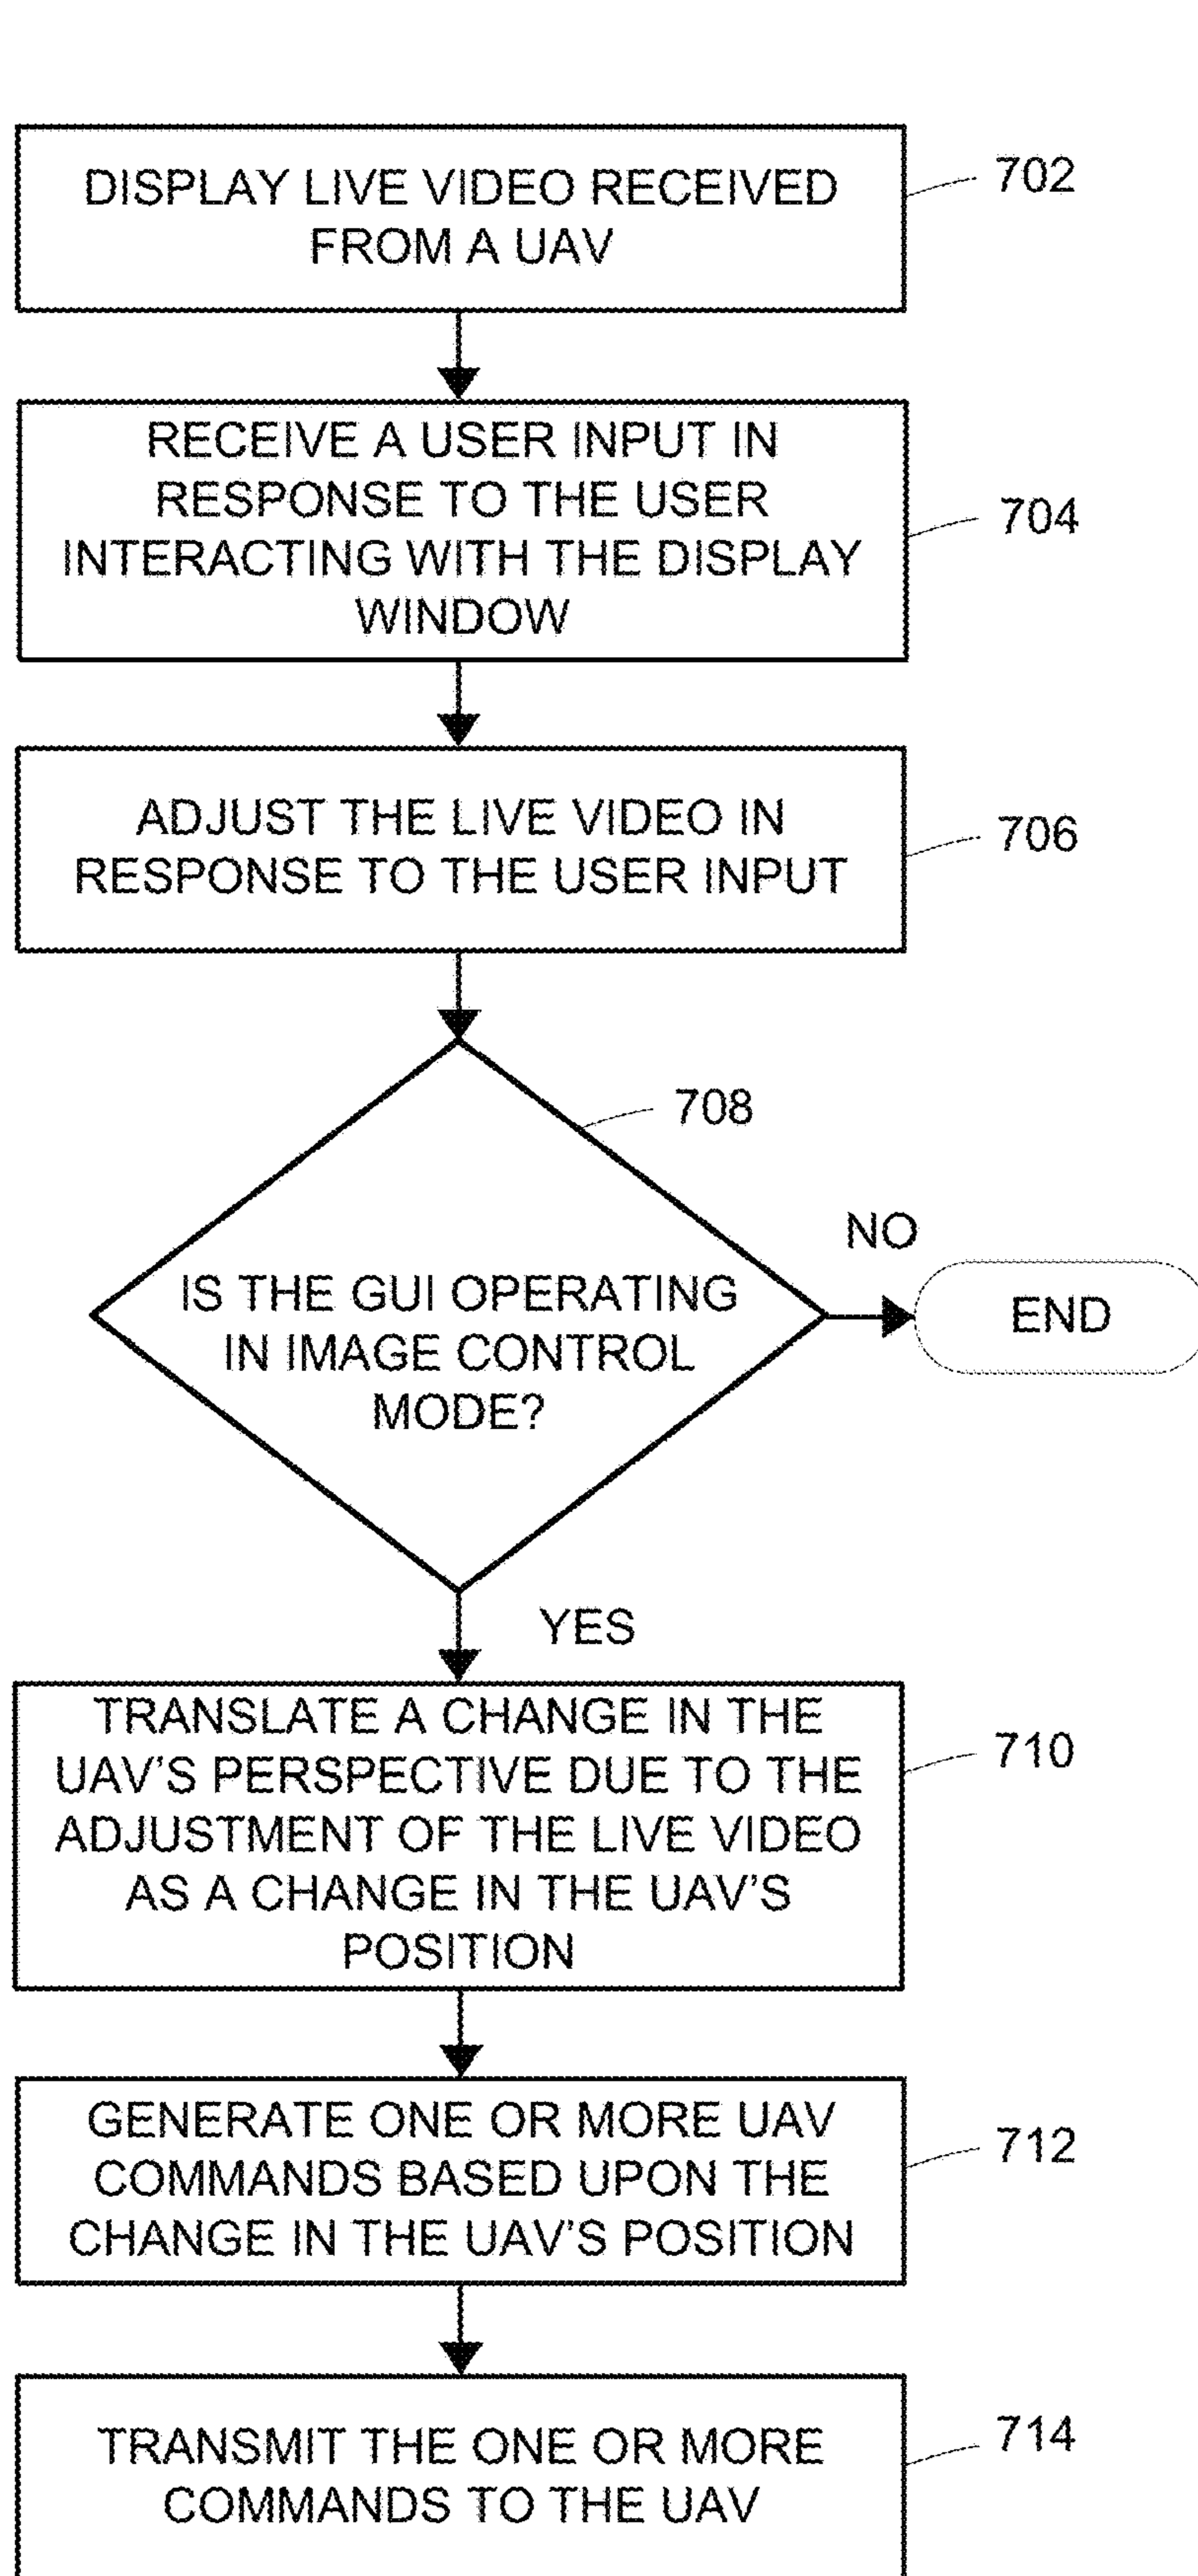 DISPLAY LIVE VIDEO RECEIVED
FROM A UAV
702
RECEIVE A USER INPUT IN
RESPONSE TO THE USER
INTERACTING WITH THE DISPLAY
WINDOW
704
ADJUST THE LIVE VIDEO IN
RESPONSE TO THE USER INPUT
706
708
IS THE GUI OPERATING
IN IMAGE CONTROL
MODE?
NO
END
YES
TRANSLATE A CHANGE IN THE
UAV'S PERSPECTIVE DUE TO THE
ADJUSTMENT OF THE LIVE VIDEO
AS A CHANGE IN THE UAV'S
POSITION
710
GENERATE ONE OR MORE UAV
COMMANDS BASED UPON THE
CHANGE IN THE UAV'S POSITION
712
TRANSMIT THE ONE OR MORE
COMMANDS TO THE UAV
714